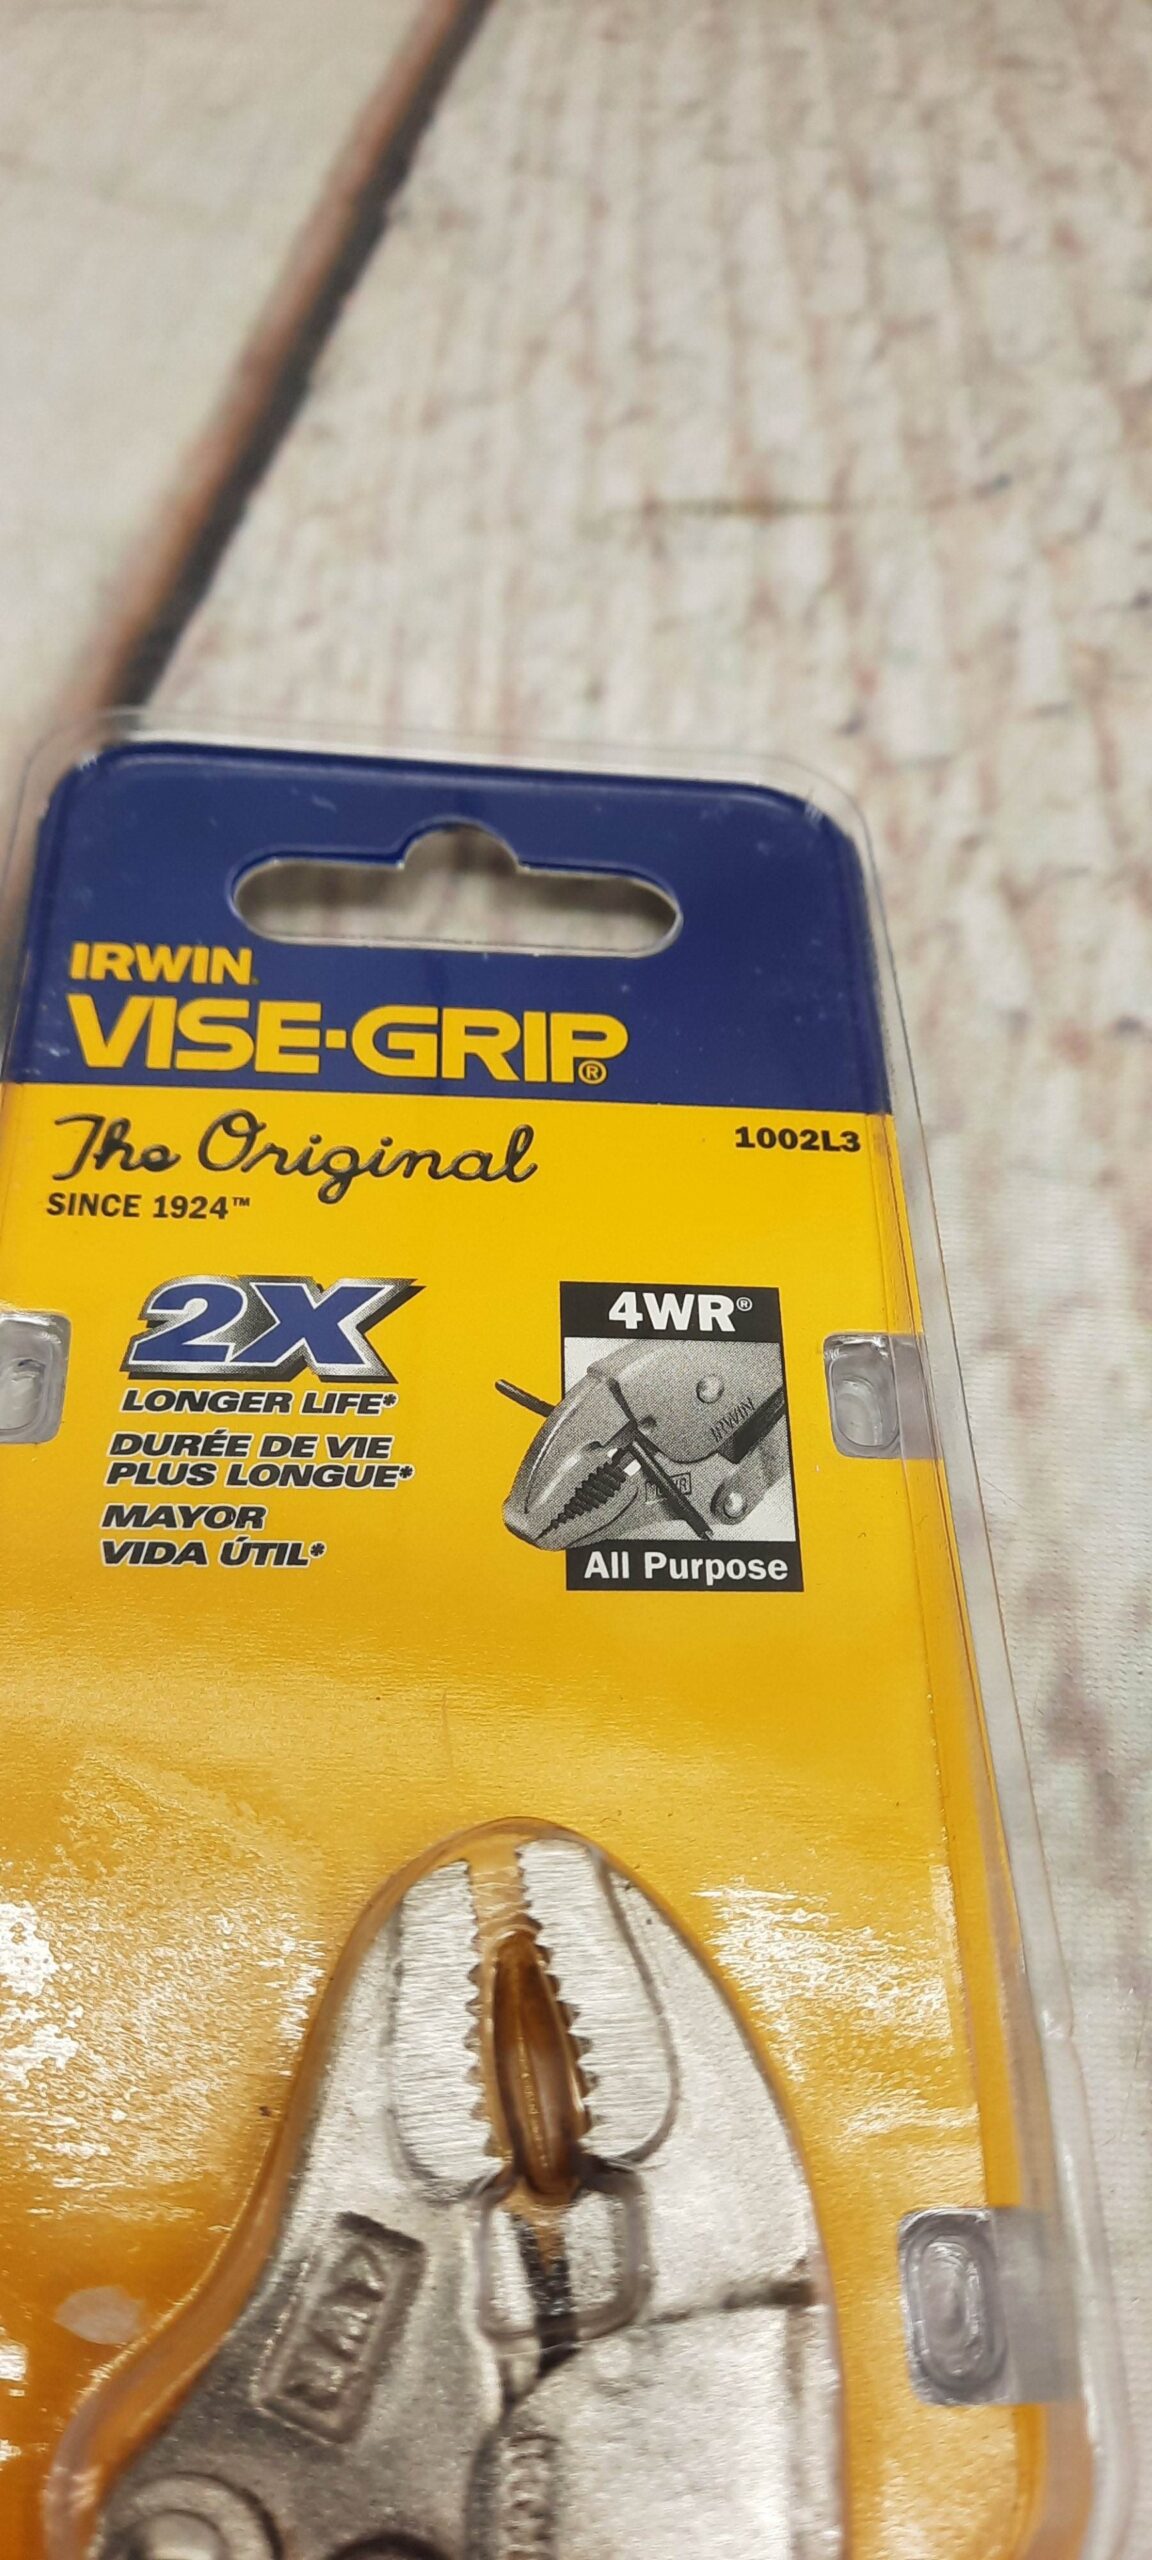 IRWIN.
VISE-GRIP®
The Original
SINCE 1924™
1002L3
2X
LONGER LIFE*
DURÉE DE VIE
PLUS LONGUE*
MAYOR
VIDA ÚTIL*
4WR®
IRWIN
All Purpose